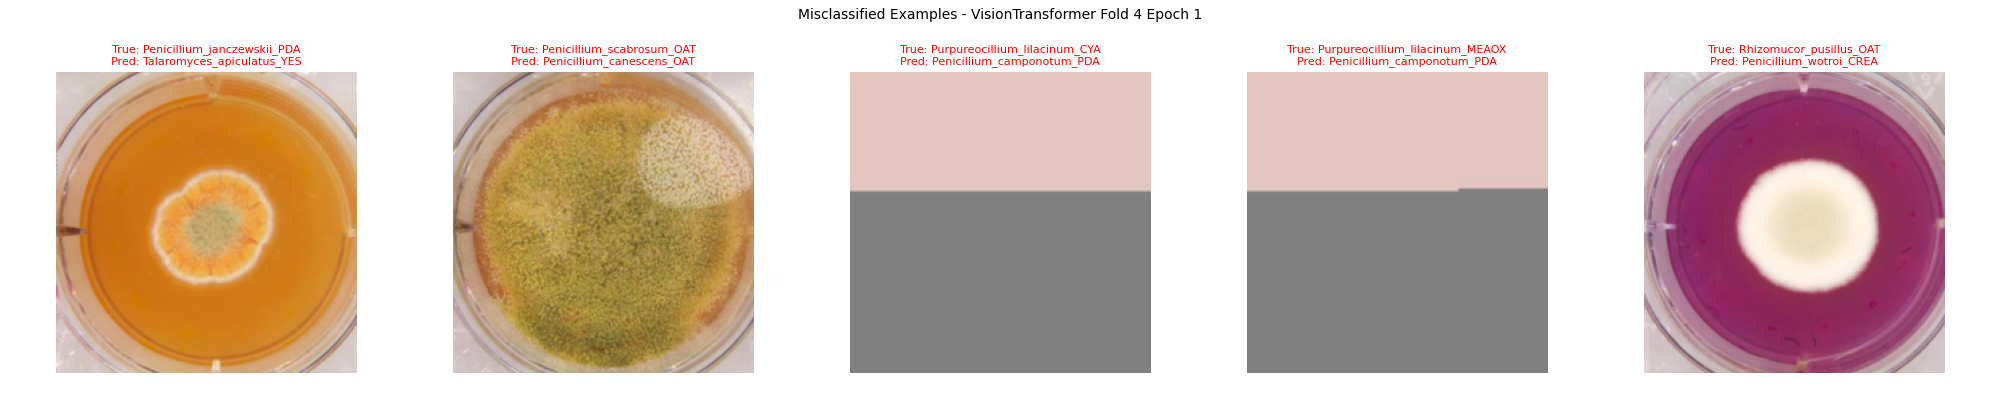 Misclassified Examples - VisionTransformer Fold 4 Epoch 1
True: Penicillium_janczewskii_PDA
Pred: Talaromyces_apiculatus_YES
True: Penicillium_scabrosum_OAT
Pred: Penicillium_canescens_OAT
True: Purpureocillium_lilacinum_CYA
Pred: Penicillium_camponotum_PDA
True: Purpureocillium_lilacinum_MEAOX
Pred: Penicillium_camponotum_PDA
True: Rhizomucor_pusillus_OAT
Pred: Penicillium_wotroi_CREA